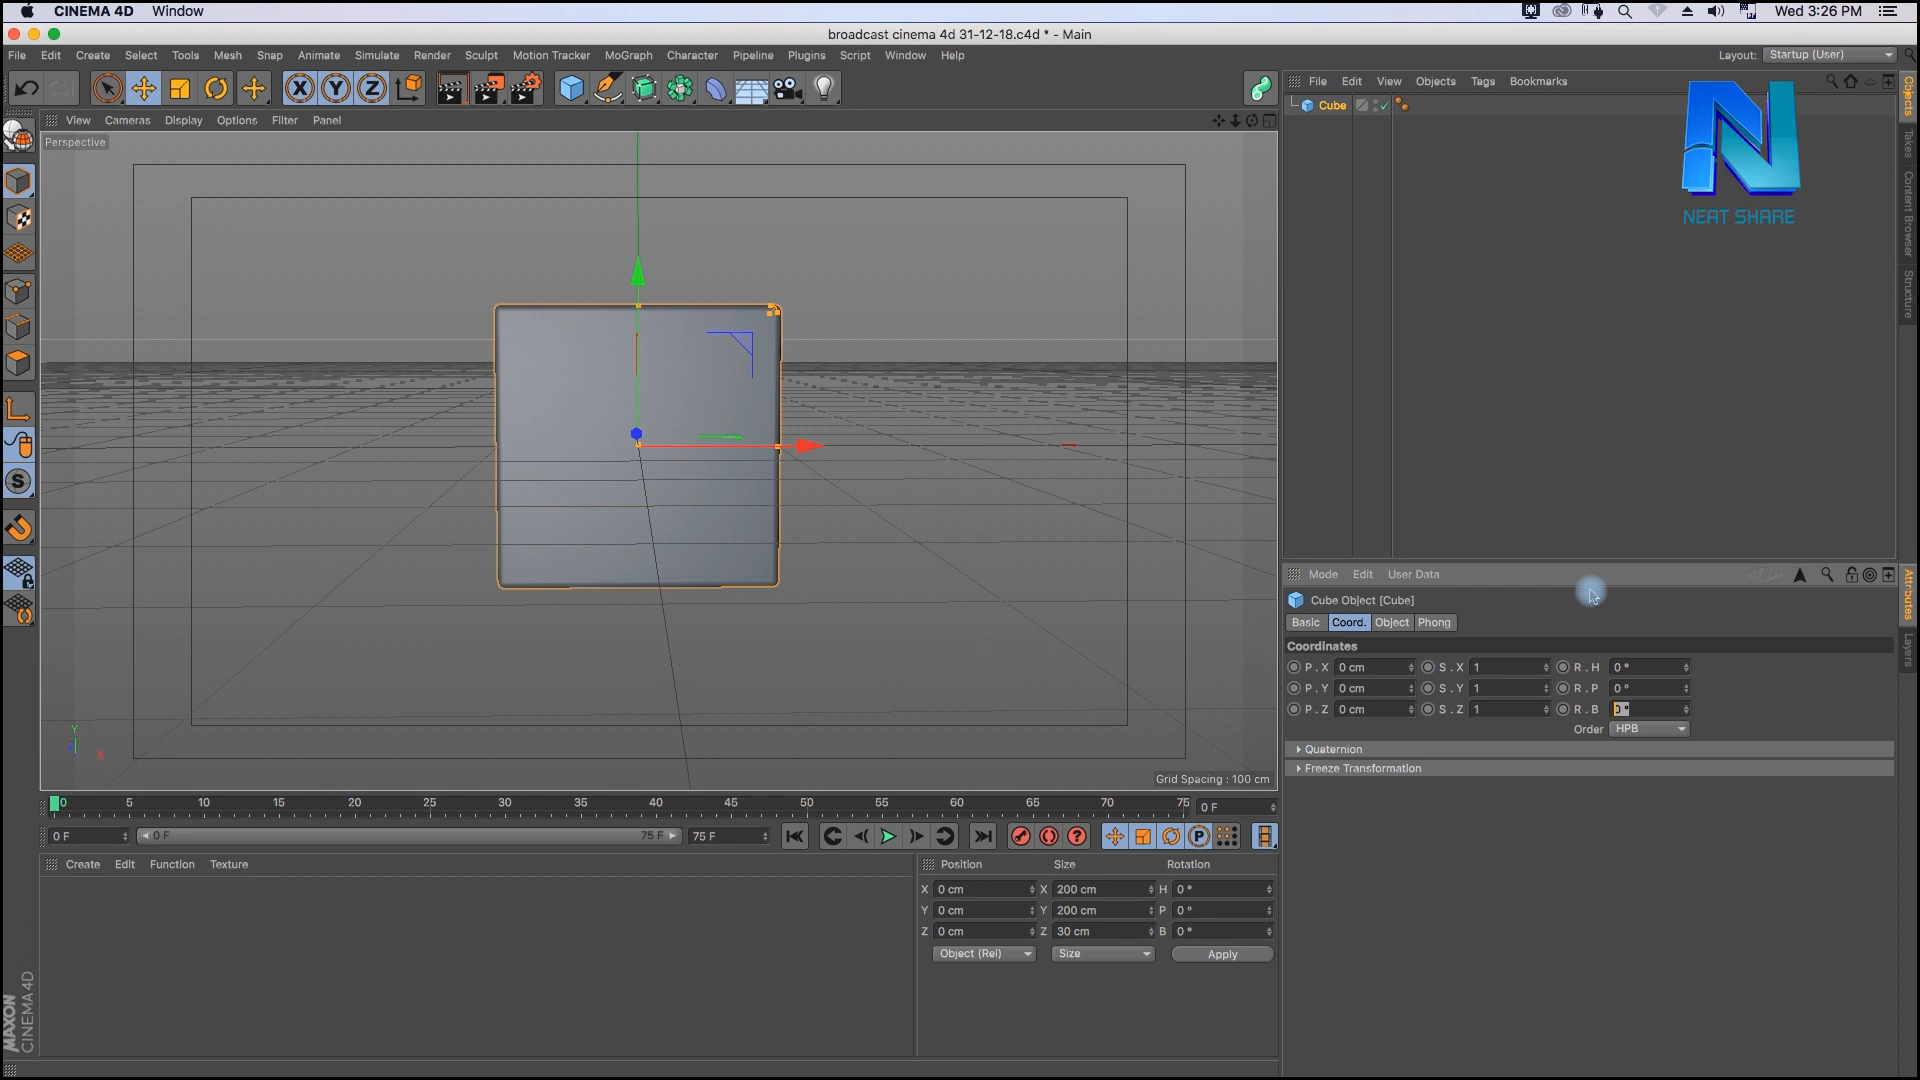 CINEMA 4D Window
Wed 3:26 PM
broadcast cinema 4d 31-12-18.c4d * - Main
File Edit Create Select Tools Mesh Snap Animate Simulate Render Sculpt Motion Tracker MoGraph Character Pipeline Plugins Script Window Help
Layout: Startup (User)
X Y Z
File Edit View Objects Tags Bookmarks
View Cameras Display Options Filter Panel
Cube
Perspective
NEAT SHARE
Objects
Takes
Content Browser
Structure
Mode Edit User Data
Cube Object [Cube]
Basic Coord. Object Phong
Coordinates
P . X 0 cm S . X 1 R . H 0 °
P . Y 0 cm S . Y 1 R . P 0 °
P . Z 0 cm S . Z 1 R . B 0 °
Order HPB
Quaternion
Freeze Transformation
Attributes
Layers
Y
X
Grid Spacing : 100 cm
0 5 10 15 20 25 30 35 40 45 50 55 60 65 70 75 0 F
0 F 0 F 75 F 75 F
Create Edit Function Texture
Position Size Rotation
X 0 cm X 200 cm H 0 °
Y 0 cm Y 200 cm P 0 °
Z 0 cm Z 30 cm B 0 °
Object (Rel) Size Apply
MAXON
CINEMA 4D